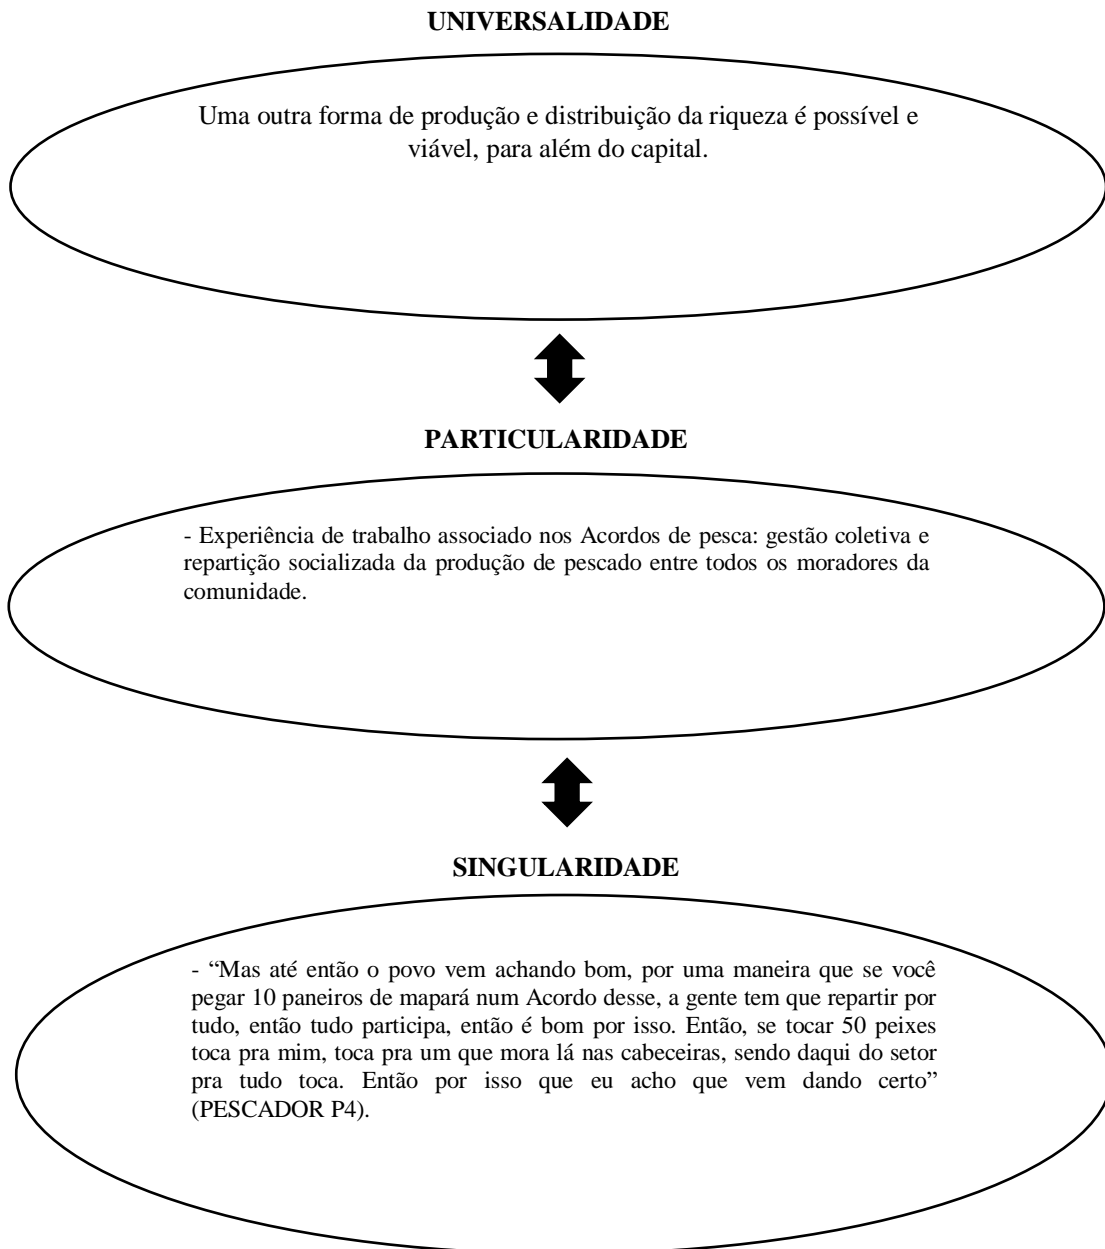 UNIVERSALIDADE
Uma outra forma de produção e distribuição da riqueza é possível e
viável, para além do capital.
PARTICULARIDADE
- Experiência de trabalho associado nos Acordos de pesca: gestão coletiva e
repartição socializada da produção de pescado entre todos os moradores da
comunidade.
SINGULARIDADE
- “Mas até então o povo vem achando bom, por uma maneira que se você
pegar 10 paneiros de mapará num Acordo desse, a gente tem que repartir por
tudo, então tudo participa, então é bom por isso. Então, se tocar 50 peixes
toca pra mim, toca pra um que mora lá nas cabeceiras, sendo daqui do setor
pra tudo toca. Então por isso que eu acho que vem dando certo”
(PESCADOR P4).